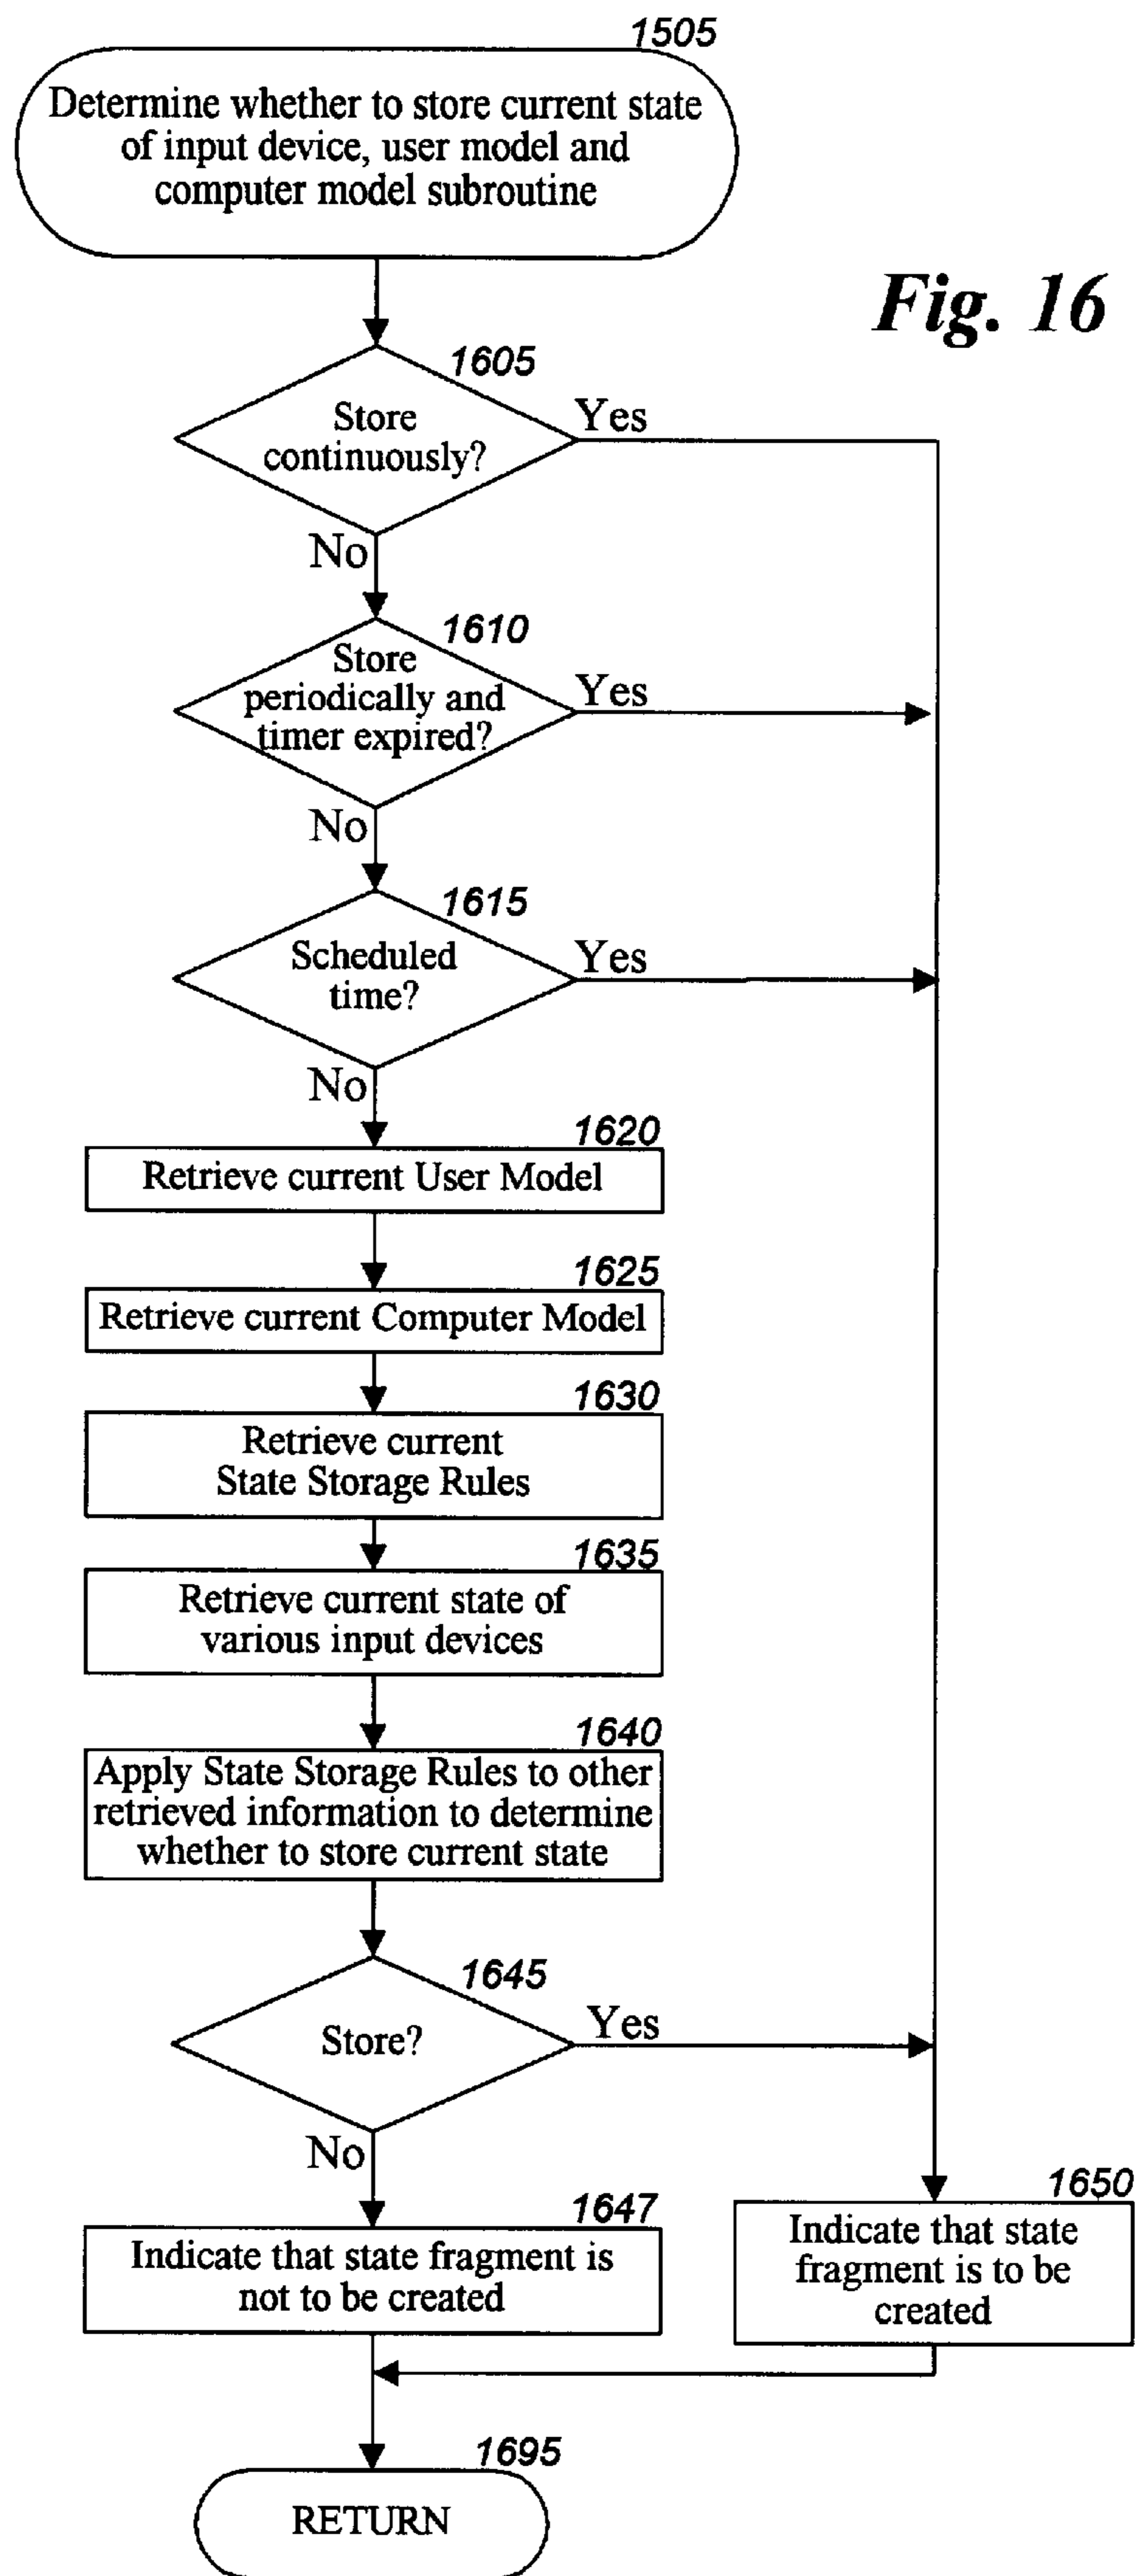 1505
Determine whether to store current state
of input device, user model and
computer model subroutine
Fig. 16
1605
Store
continuously?
Yes
No
1610
Store
periodically and
timer expired?
Yes
No
1615
Scheduled
time?
Yes
No
1620
Retrieve current User Model
1625
Retrieve current Computer Model
1630
Retrieve current
State Storage Rules
1635
Retrieve current state of
various input devices
1640
Apply State Storage Rules to other
retrieved information to determine
whether to store current state
1645
Store?
Yes
No
1647
Indicate that state fragment is
not to be created
1650
Indicate that state
fragment is to be
created
1695
RETURN